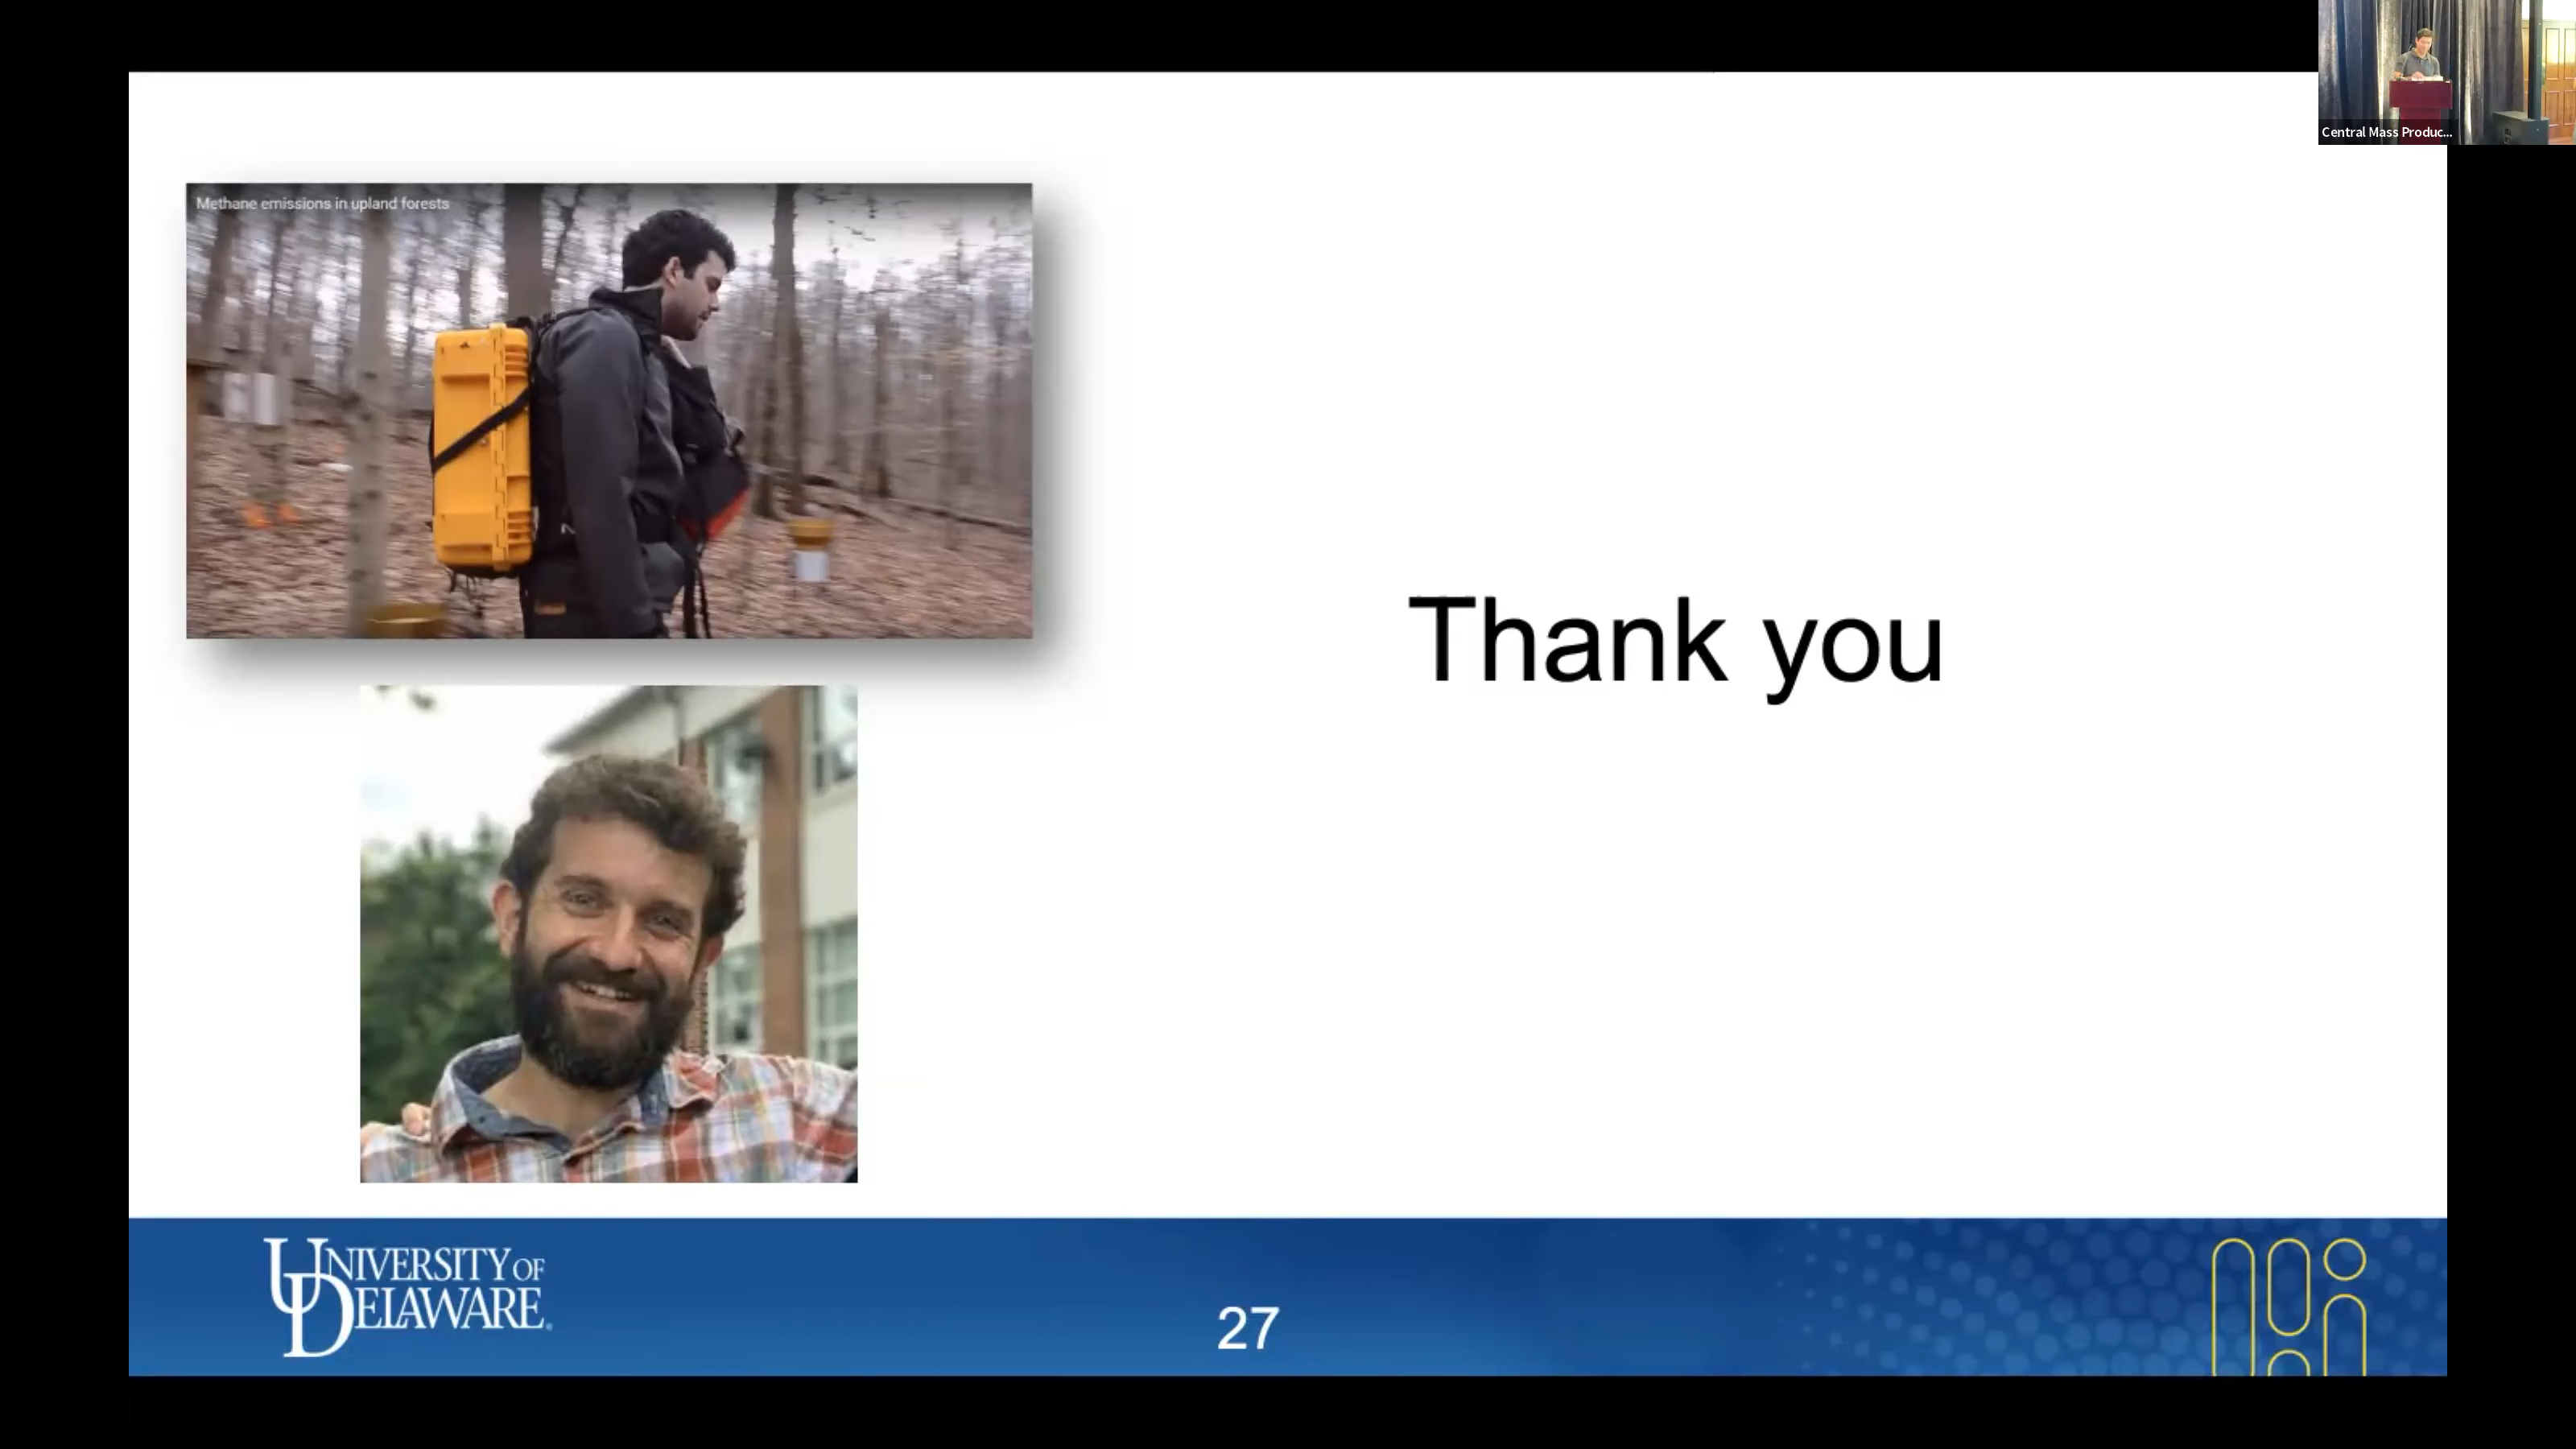 Central Mass Produc...
Methane emissions in upland forests
Thank you
UNIVERSITY OF
DELAWARE®
27